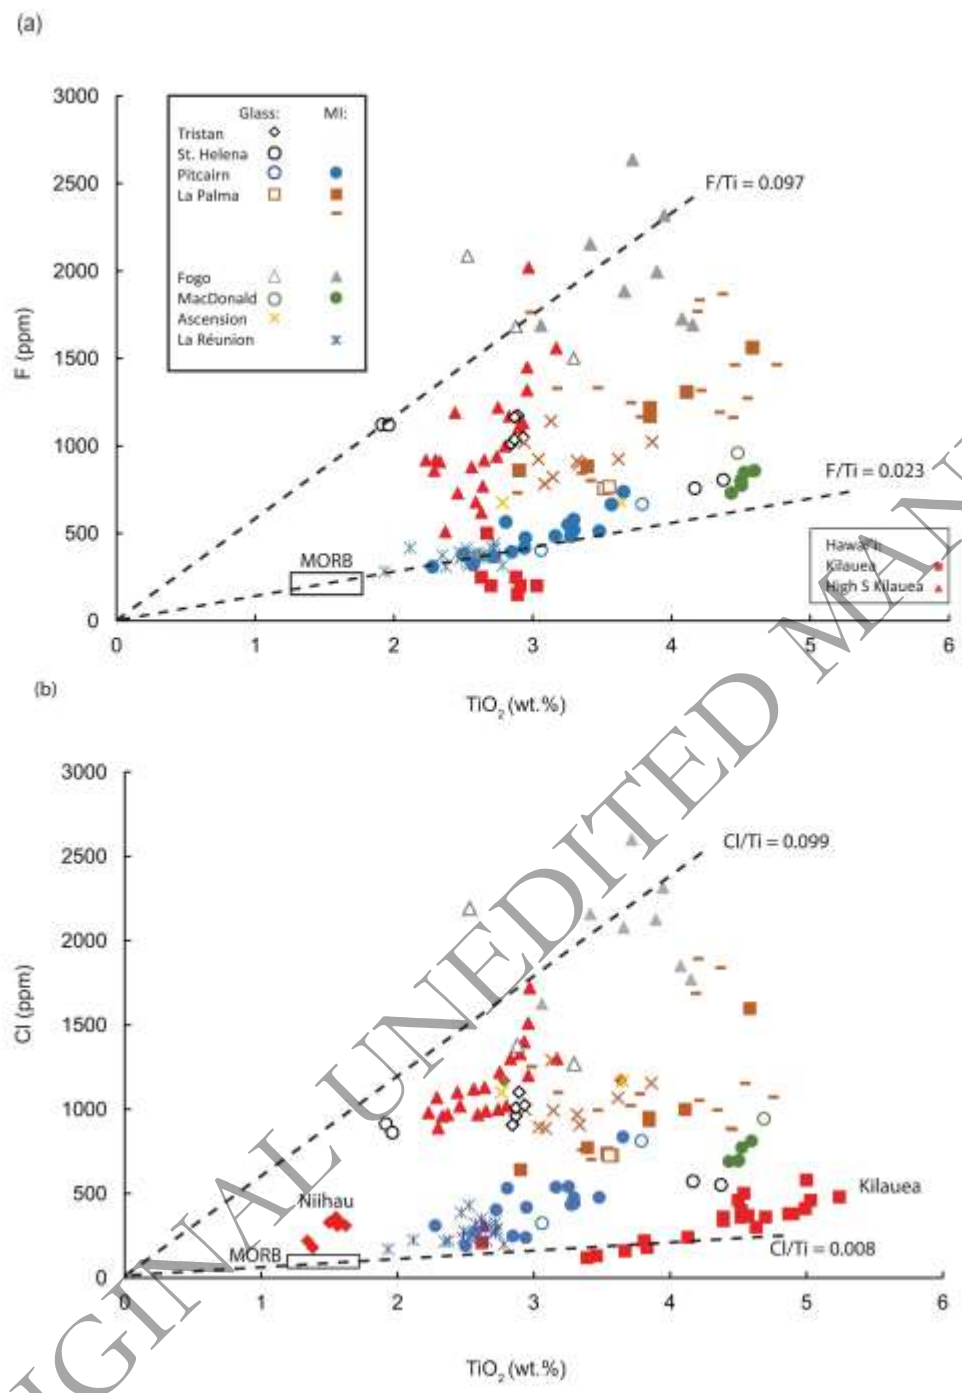 (a)
3000
2500
2000
1500
1000
500
0
F (ppm)
Glass: MI:
Tristan
St. Helena
Pitcairn
La Palma
Fogo
MacDonald
Ascension
La Réunion
F/Ti = 0.097
F/Ti = 0.023
MORB
Hawai'i:
Kilauea
High S Kilauea
0 1 2 3 4 5 6
TiO2 (wt.%)
(b)
3000
2500
2000
1500
1000
500
0
Cl (ppm)
Cl/Ti = 0.099
Niihau
Kilauea
MORB
Cl/Ti = 0.008
0 1 2 3 4 5 6
TiO2 (wt.%)
IGINAL UNEDITED MAN